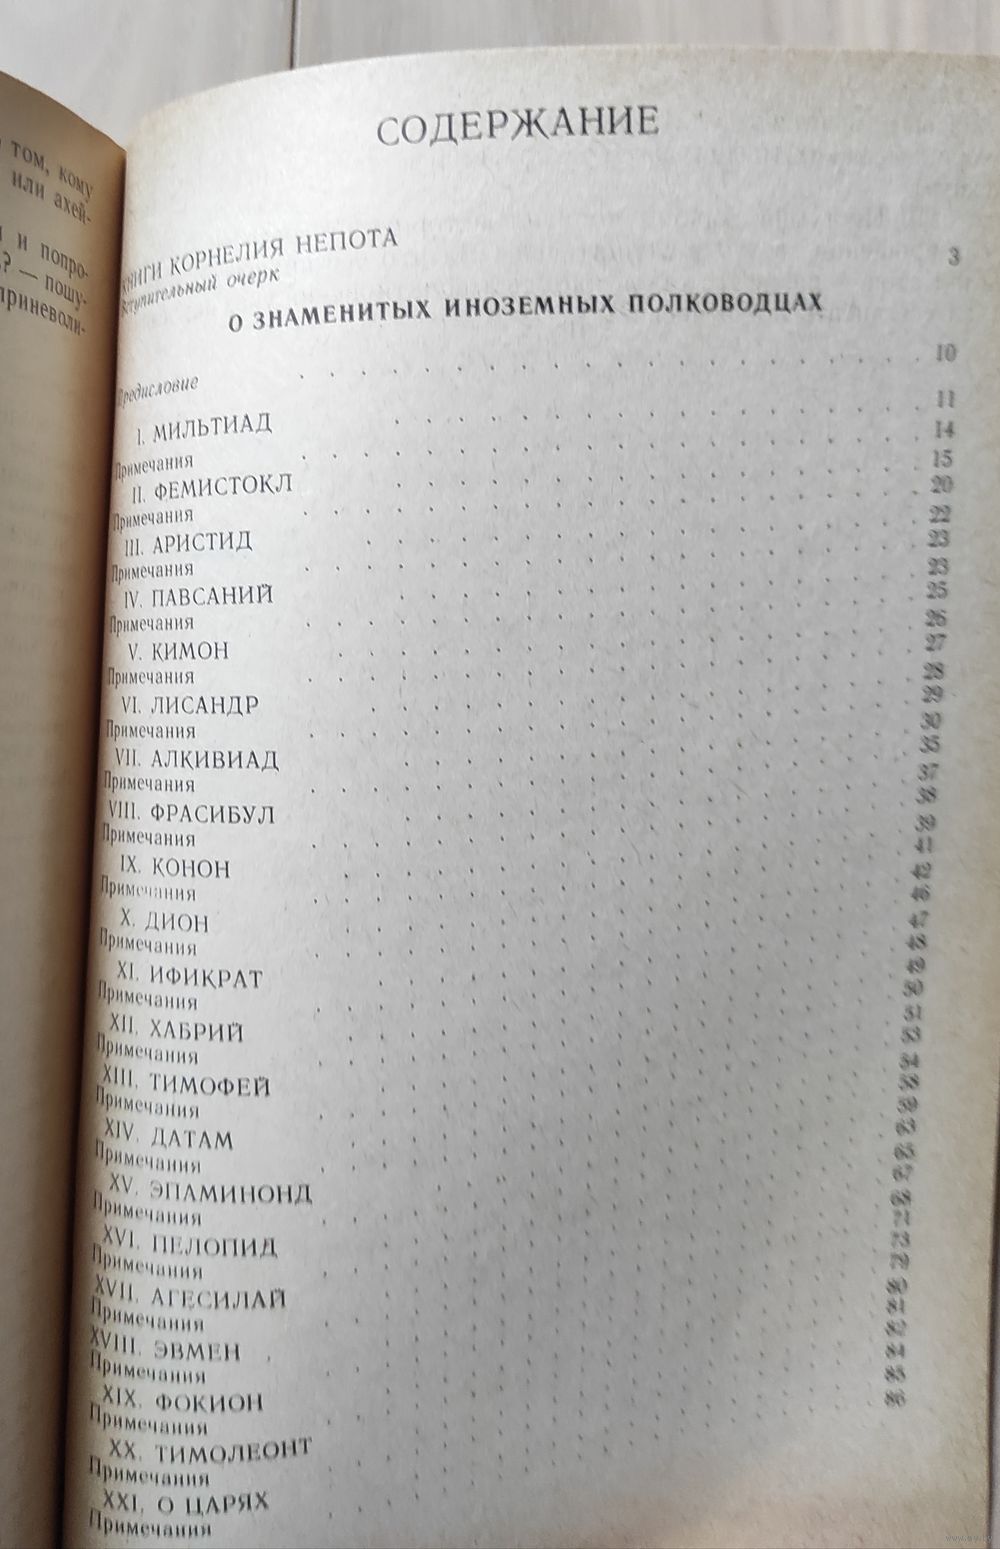 том, кому
или ахей-
и попро-
? — пошу-
приневоли-
СОДЕРЖАНИЕ
КНИГИ КОРНЕЛИЯ НЕПОТА
Вступительный очерк 3
О ЗНАМЕНИТЫХ ИНОЗЕМНЫХ ПОЛКОВОДЦАХ
Предисловие 10
I. МИЛЬТИАД 11
Примечания 14
II. ФЕМИСТОКЛ 15
Примечания 20
III. АРИСТИД 22
Примечания 23
IV. ПАВСАНИЙ 23
Примечания 25
V. КИМОН 26
Примечания 27
VI. ЛИСАНДР 28
Примечания 29
VII. АЛКИВИАД 30
Примечания 35
VIII. ФРАСИБУЛ 37
Примечания 38
IX. КОНОН 39
Примечания 41
X. ДИОН 42
Примечания 46
XI. ИФИКРАТ 47
Примечания 48
XII. ХАБРИЙ 49
Примечания 50
XIII. ТИМОФЕЙ 51
Примечания 53
XIV. ДАТАМ 54
Примечания 58
XV. ЭПАМИНОНД 59
Примечания 63
XVI. ПЕЛОПИД 65
Примечания 67
XVII. АГЕСИЛАЙ 68
Примечания 71
XVIII. ЭВМЕН 73
Примечания 79
XIX. ФОКИОН 80
Примечания 81
XX. ТИМОЛЕОНТ 82
Примечания 84
XXI. О ЦАРЯХ 85
Примечания 86